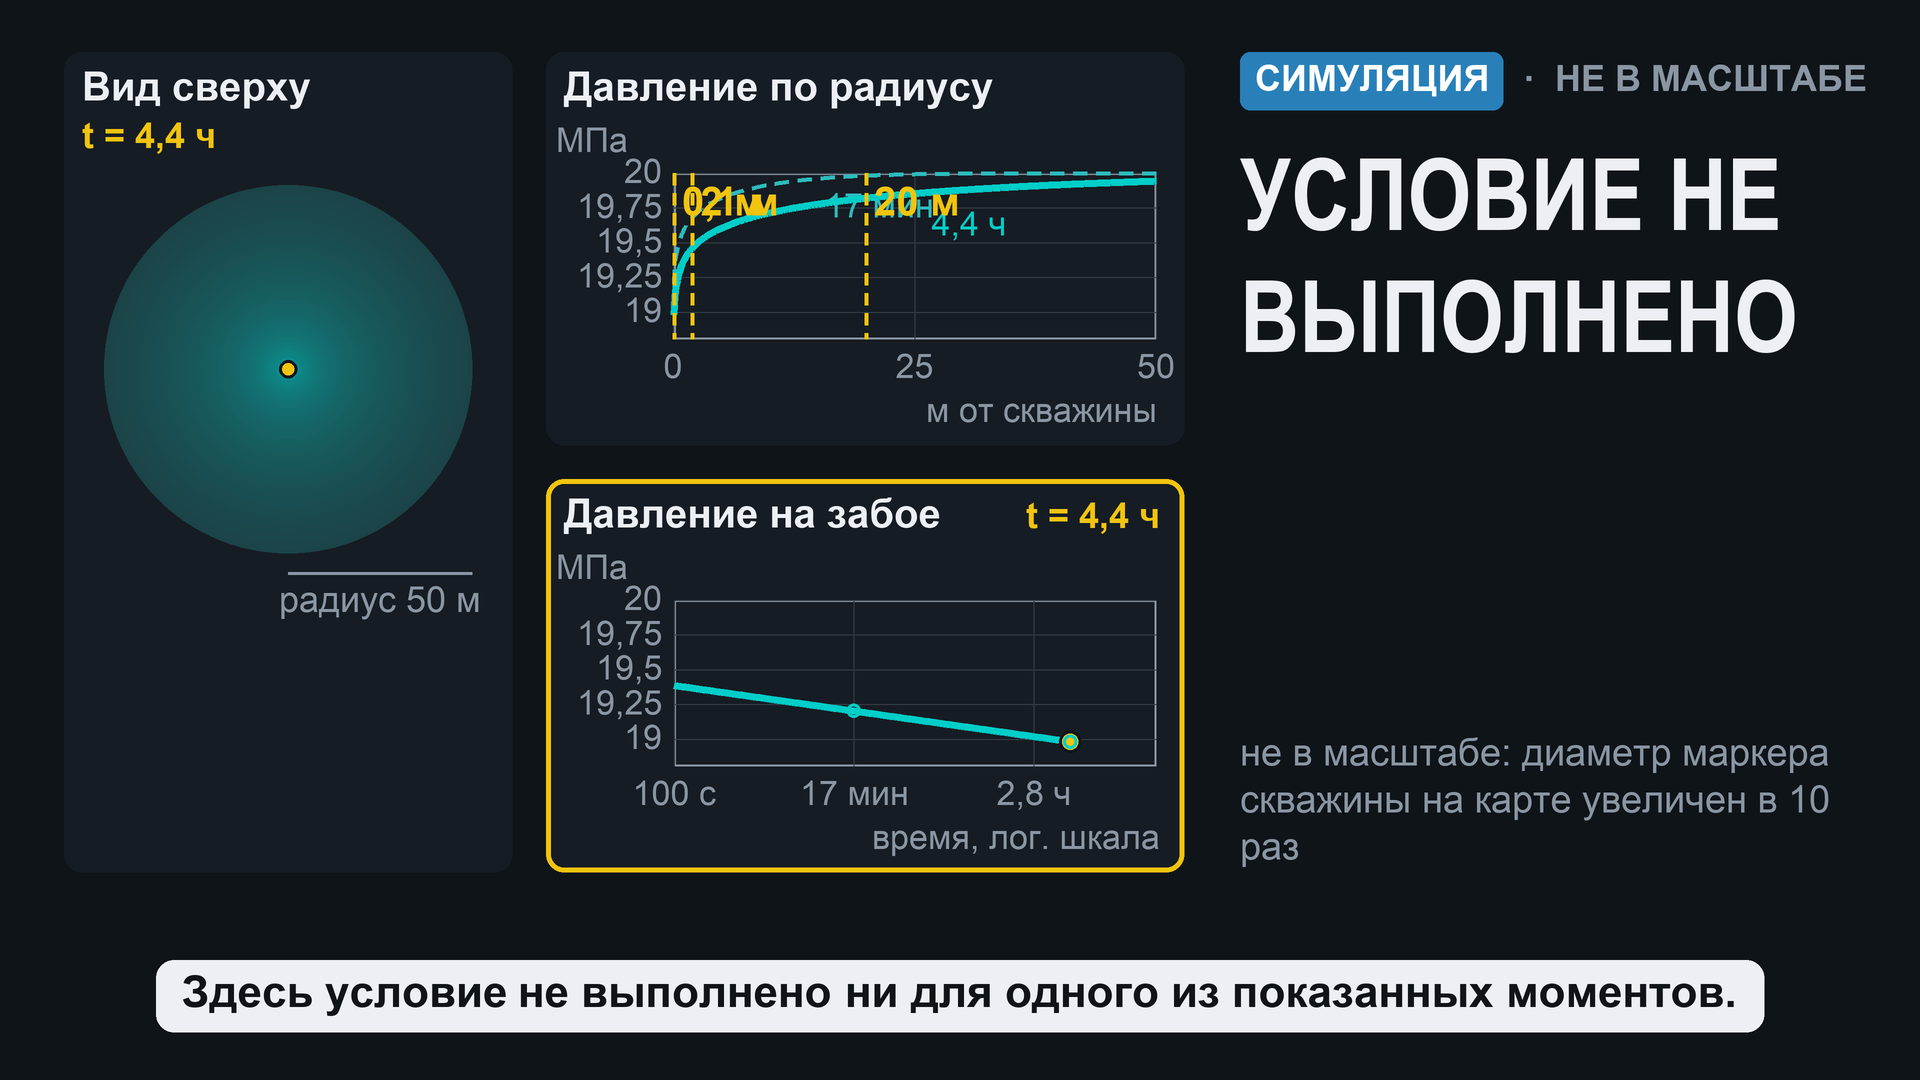 Вид сверху
t = 4,4 ч
радиус 50 м
Давление по радиусу
МПа
20
19,75
19,5
19,25
19
20 м
4,4 ч
0
25
50
м от скважины
Давление на забое
t = 4,4 ч
МПа
20
19,75
19,5
19,25
19
100 с
17 мин
2,8 ч
время, лог. шкала
СИМУЛЯЦИЯ · НЕ В МАСШТАБЕ
УСЛОВИЕ НЕ
ВЫПОЛНЕНО
не в масштабе: диаметр маркера
скважины на карте увеличен в 10
раз
Здесь условие не выполнено ни для одного из показанных моментов.